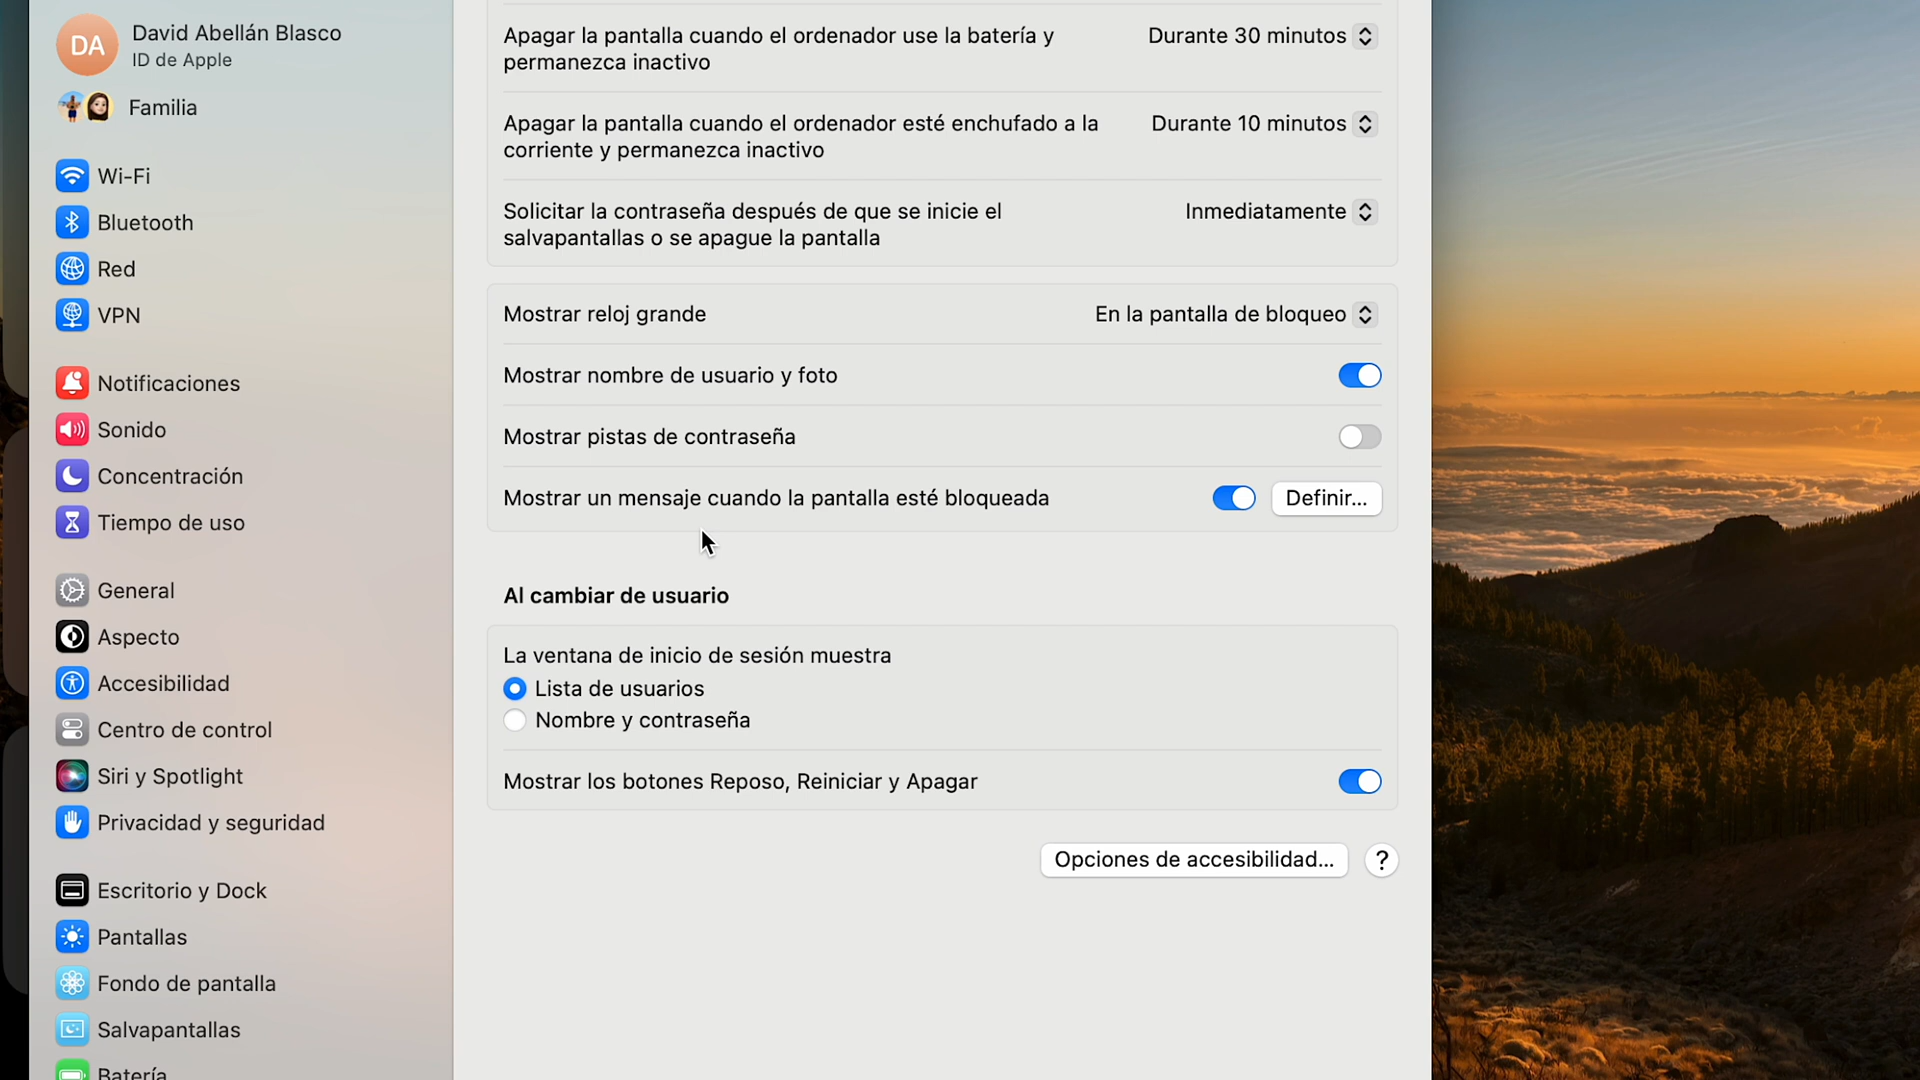 DA
David Abellán Blasco
ID de Apple
Familia
Wi-Fi
Bluetooth
Red
VPN
Notificaciones
Sonido
Concentración
Tiempo de uso
General
Aspecto
Accesibilidad
Centro de control
Siri y Spotlight
Privacidad y seguridad
Escritorio y Dock
Pantallas
Fondo de pantalla
Salvapantallas
Batería
Apagar la pantalla cuando el ordenador use la batería y
permanezca inactivo
Durante 30 minutos
Apagar la pantalla cuando el ordenador esté enchufado a la
corriente y permanezca inactivo
Durante 10 minutos
Solicitar la contraseña después de que se inicie el
salvapantallas o se apague la pantalla
Inmediatamente
Mostrar reloj grande
En la pantalla de bloqueo
Mostrar nombre de usuario y foto
Mostrar pistas de contraseña
Mostrar un mensaje cuando la pantalla esté bloqueada
Definir...
Al cambiar de usuario
La ventana de inicio de sesión muestra
Lista de usuarios
Nombre y contraseña
Mostrar los botones Reposo, Reiniciar y Apagar
Opciones de accesibilidad...
?